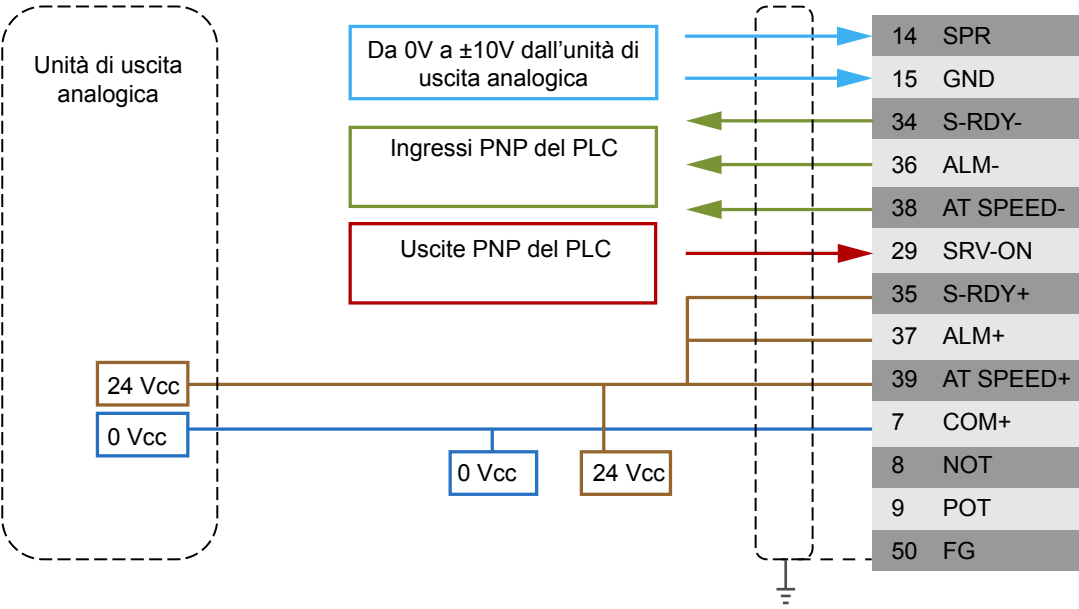 Unità di uscita
analogica
Da 0V a ±10V dall’unità di
uscita analogica
Ingressi PNP del PLC
Uscite PNP del PLC
24 Vcc
0 Vcc
0 Vcc
24 Vcc
14 SPR
15 GND
34 S-RDY-
36 ALM-
38 AT SPEED-
29 SRV-ON
35 S-RDY+
37 ALM+
39 AT SPEED+
7 COM+
8 NOT
9 POT
50 FG